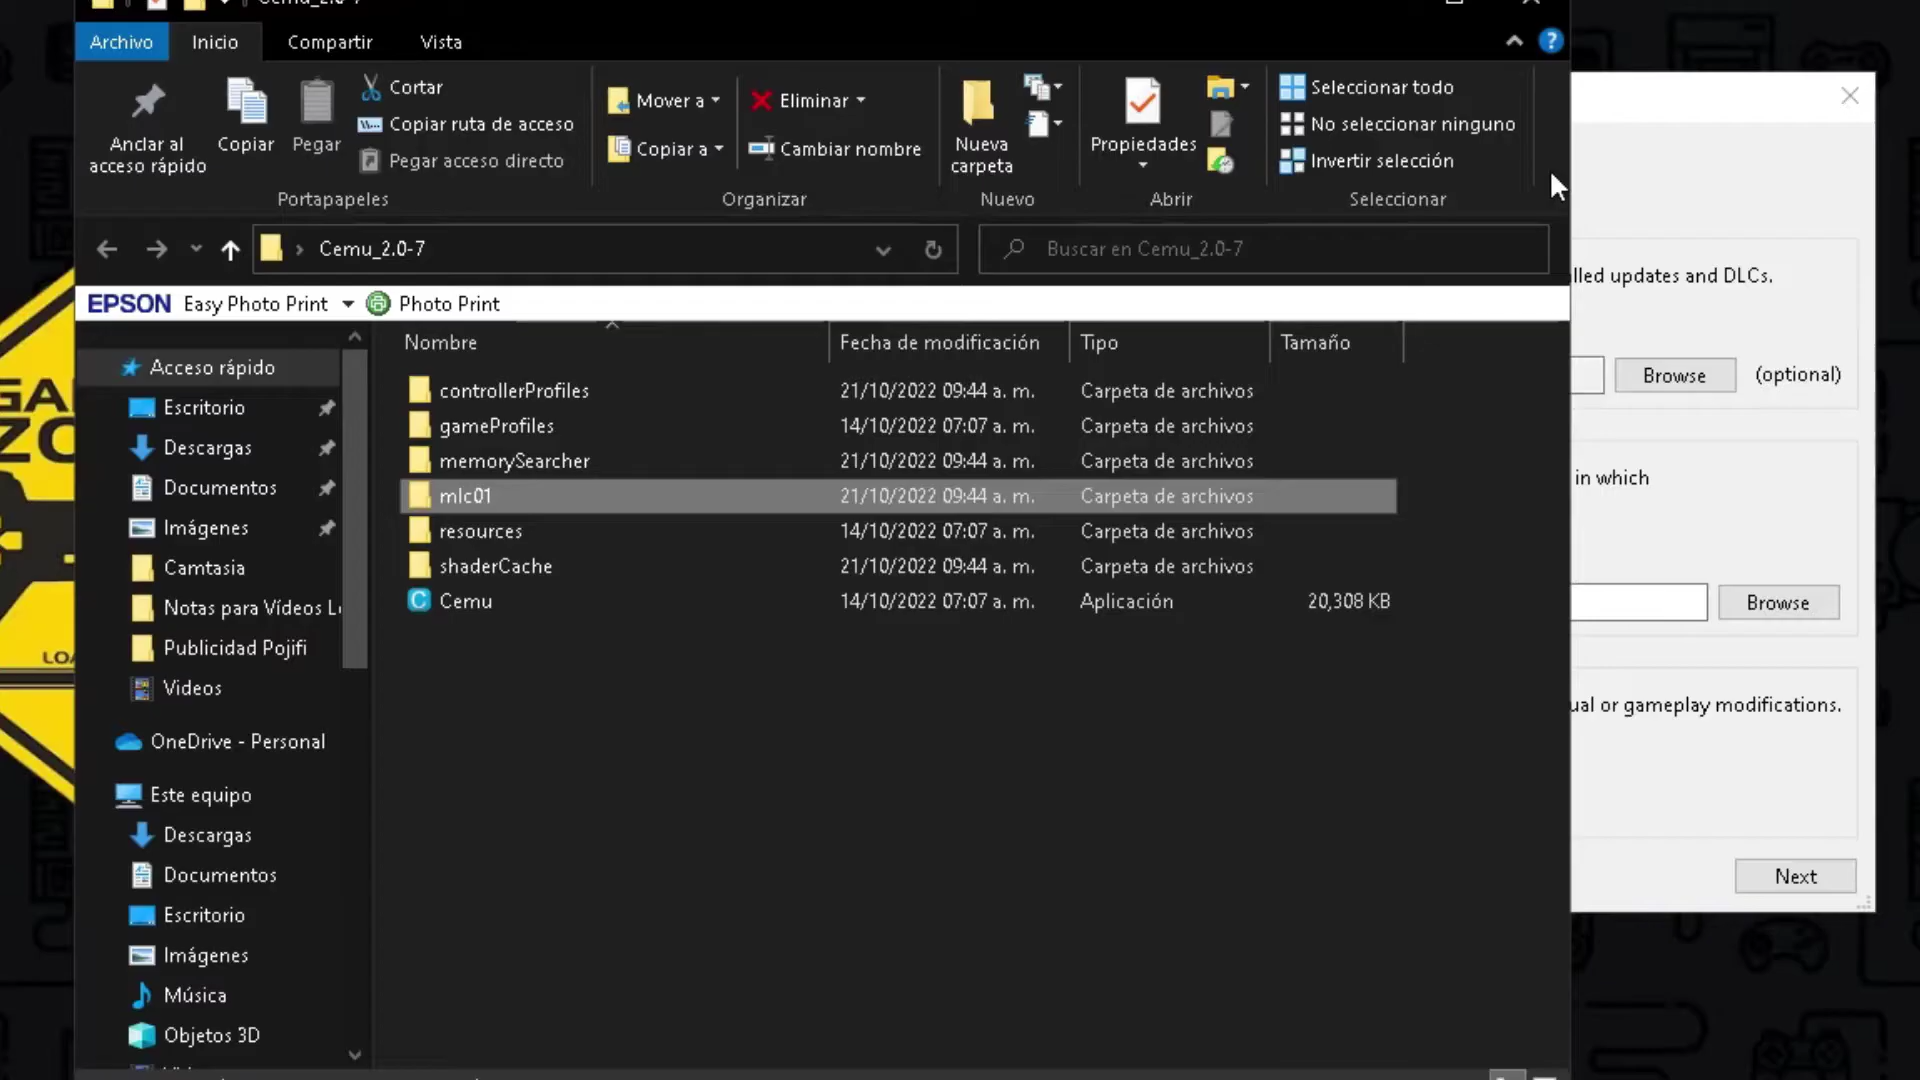 Cemu_2.0-7
Archivo
Inicio
Compartir
Vista
Anclar al
acceso rápido
Copiar
Pegar
Cortar
Copiar ruta de acceso
Pegar acceso directo
Portapapeles
Mover a
Copiar a
Eliminar
Cambiar nombre
Organizar
Nueva
carpeta
Nuevo
Propiedades
Abrir
Seleccionar todo
No seleccionar ninguno
Invertir selección
Seleccionar
Cemu_2.0-7
Buscar en Cemu_2.0-7
EPSON Easy Photo Print Photo Print
Nombre Fecha de modificación Tipo Tamaño
controllerProfiles 21/10/2022 09:44 a. m. Carpeta de archivos
gameProfiles 14/10/2022 07:07 a. m. Carpeta de archivos
memorySearcher 21/10/2022 09:44 a. m. Carpeta de archivos
mlc01 21/10/2022 09:44 a. m. Carpeta de archivos
resources 14/10/2022 07:07 a. m. Carpeta de archivos
shaderCache 21/10/2022 09:44 a. m. Carpeta de archivos
Cemu 14/10/2022 07:07 a. m. Aplicación 20,308 KB
Acceso rápido
Escritorio
Descargas
Documentos
Imágenes
Camtasia
Notas para Vídeos L
Publicidad Pojifi
Videos
OneDrive - Personal
Este equipo
Descargas
Documentos
Escritorio
Imágenes
Música
Objetos 3D
lled updates and DLCs.
Browse (optional)
in which
Browse
ual or gameplay modifications.
Next
GA
ZO
LO